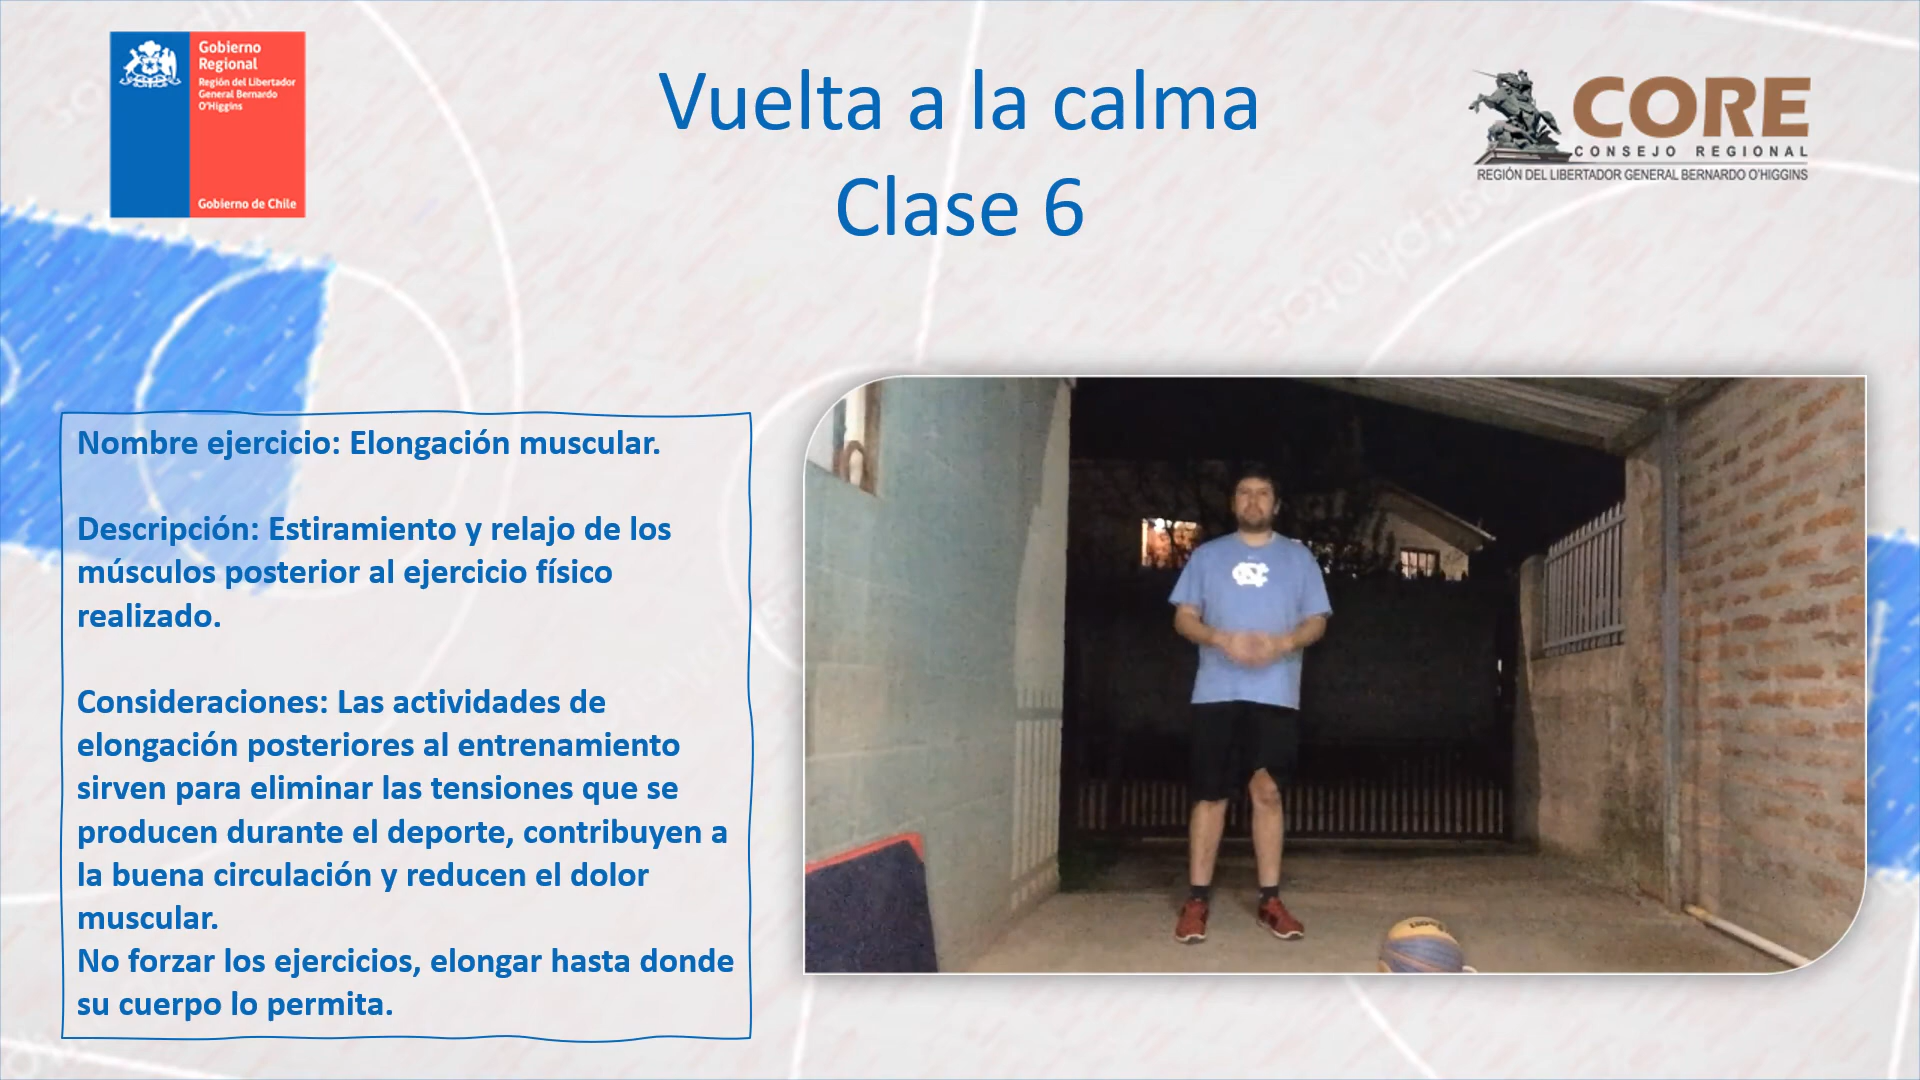 Gobierno
Regional
Región del Libertador
General Bernardo
O'Higgins
Gobierno de Chile
Vuelta a la calma
Clase 6
CORE
CONSEJO REGIONAL
REGIÓN DEL LIBERTADOR GENERAL BERNARDO O'HIGGINS
Nombre ejercicio: Elongación muscular.
Descripción: Estiramiento y relajo de los
músculos posterior al ejercicio físico
realizado.
Consideraciones: Las actividades de
elongación posteriores al entrenamiento
sirven para eliminar las tensiones que se
producen durante el deporte, contribuyen a
la buena circulación y reducen el dolor
muscular.
No forzar los ejercicios, elongar hasta donde
su cuerpo lo permita.